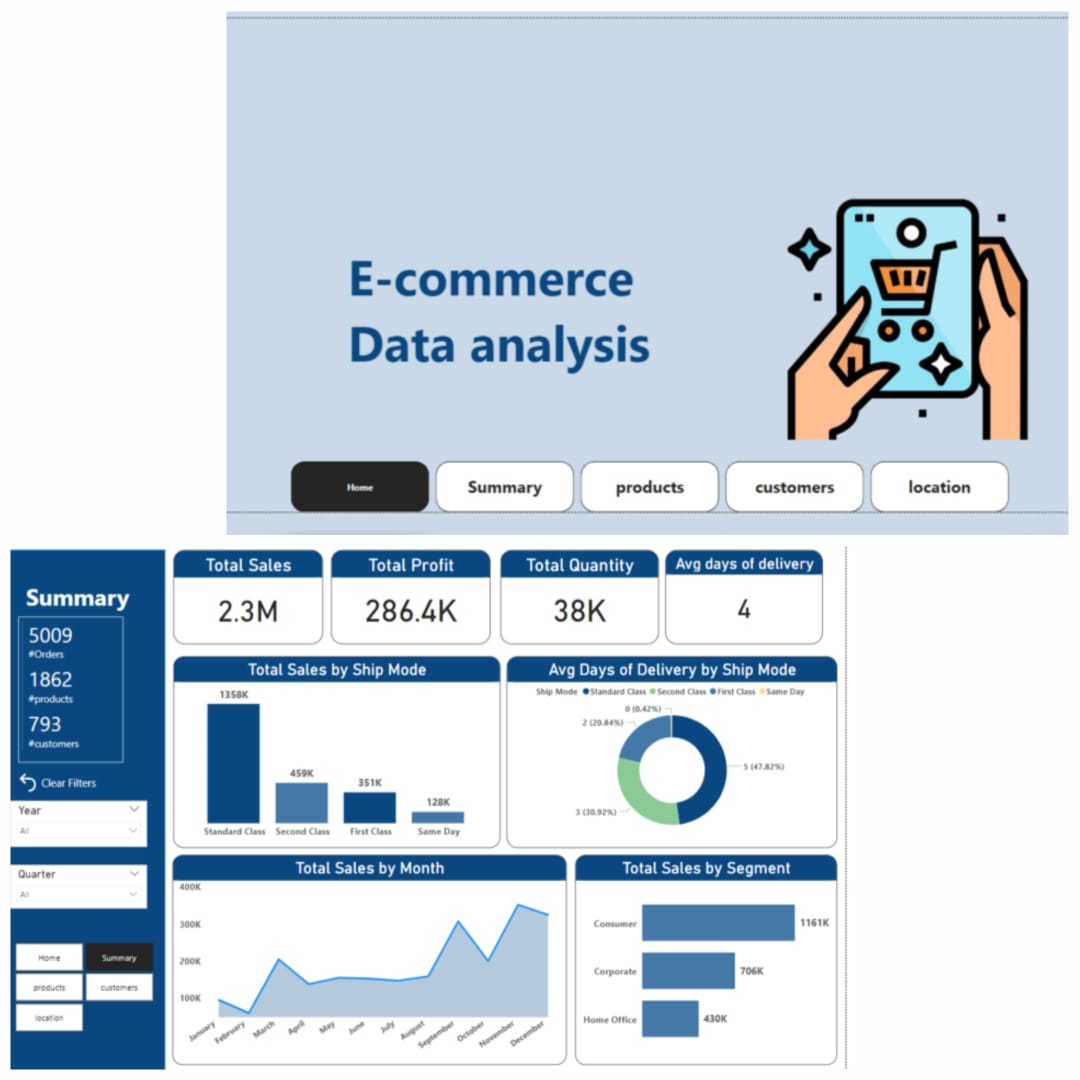 E-commerce
Data analysis
Home
Summary
products
customers
location
Summary
5009
#Orders
1862
#products
793
#customers
Clear Filters
Year
All
Quarter
All
Home
Summary
products
customers
location
Total Sales
2.3M
Total Profit
286.4K
Total Quantity
38K
Avg days of delivery
4
Total Sales by Ship Mode
1358K
459K
351K
128K
Standard Class
Second Class
First Class
Same Day
Avg Days of Delivery by Ship Mode
Ship Mode Standard Class Second Class First Class Same Day
0 (0.42%)
2 (20.84%)
5 (47.82%)
3 (30.92%)
Total Sales by Month
400K
300K
200K
100K
January
February
March
April
May
June
July
August
September
October
November
December
Total Sales by Segment
Consumer 1161K
Corporate 706K
Home Office 430K